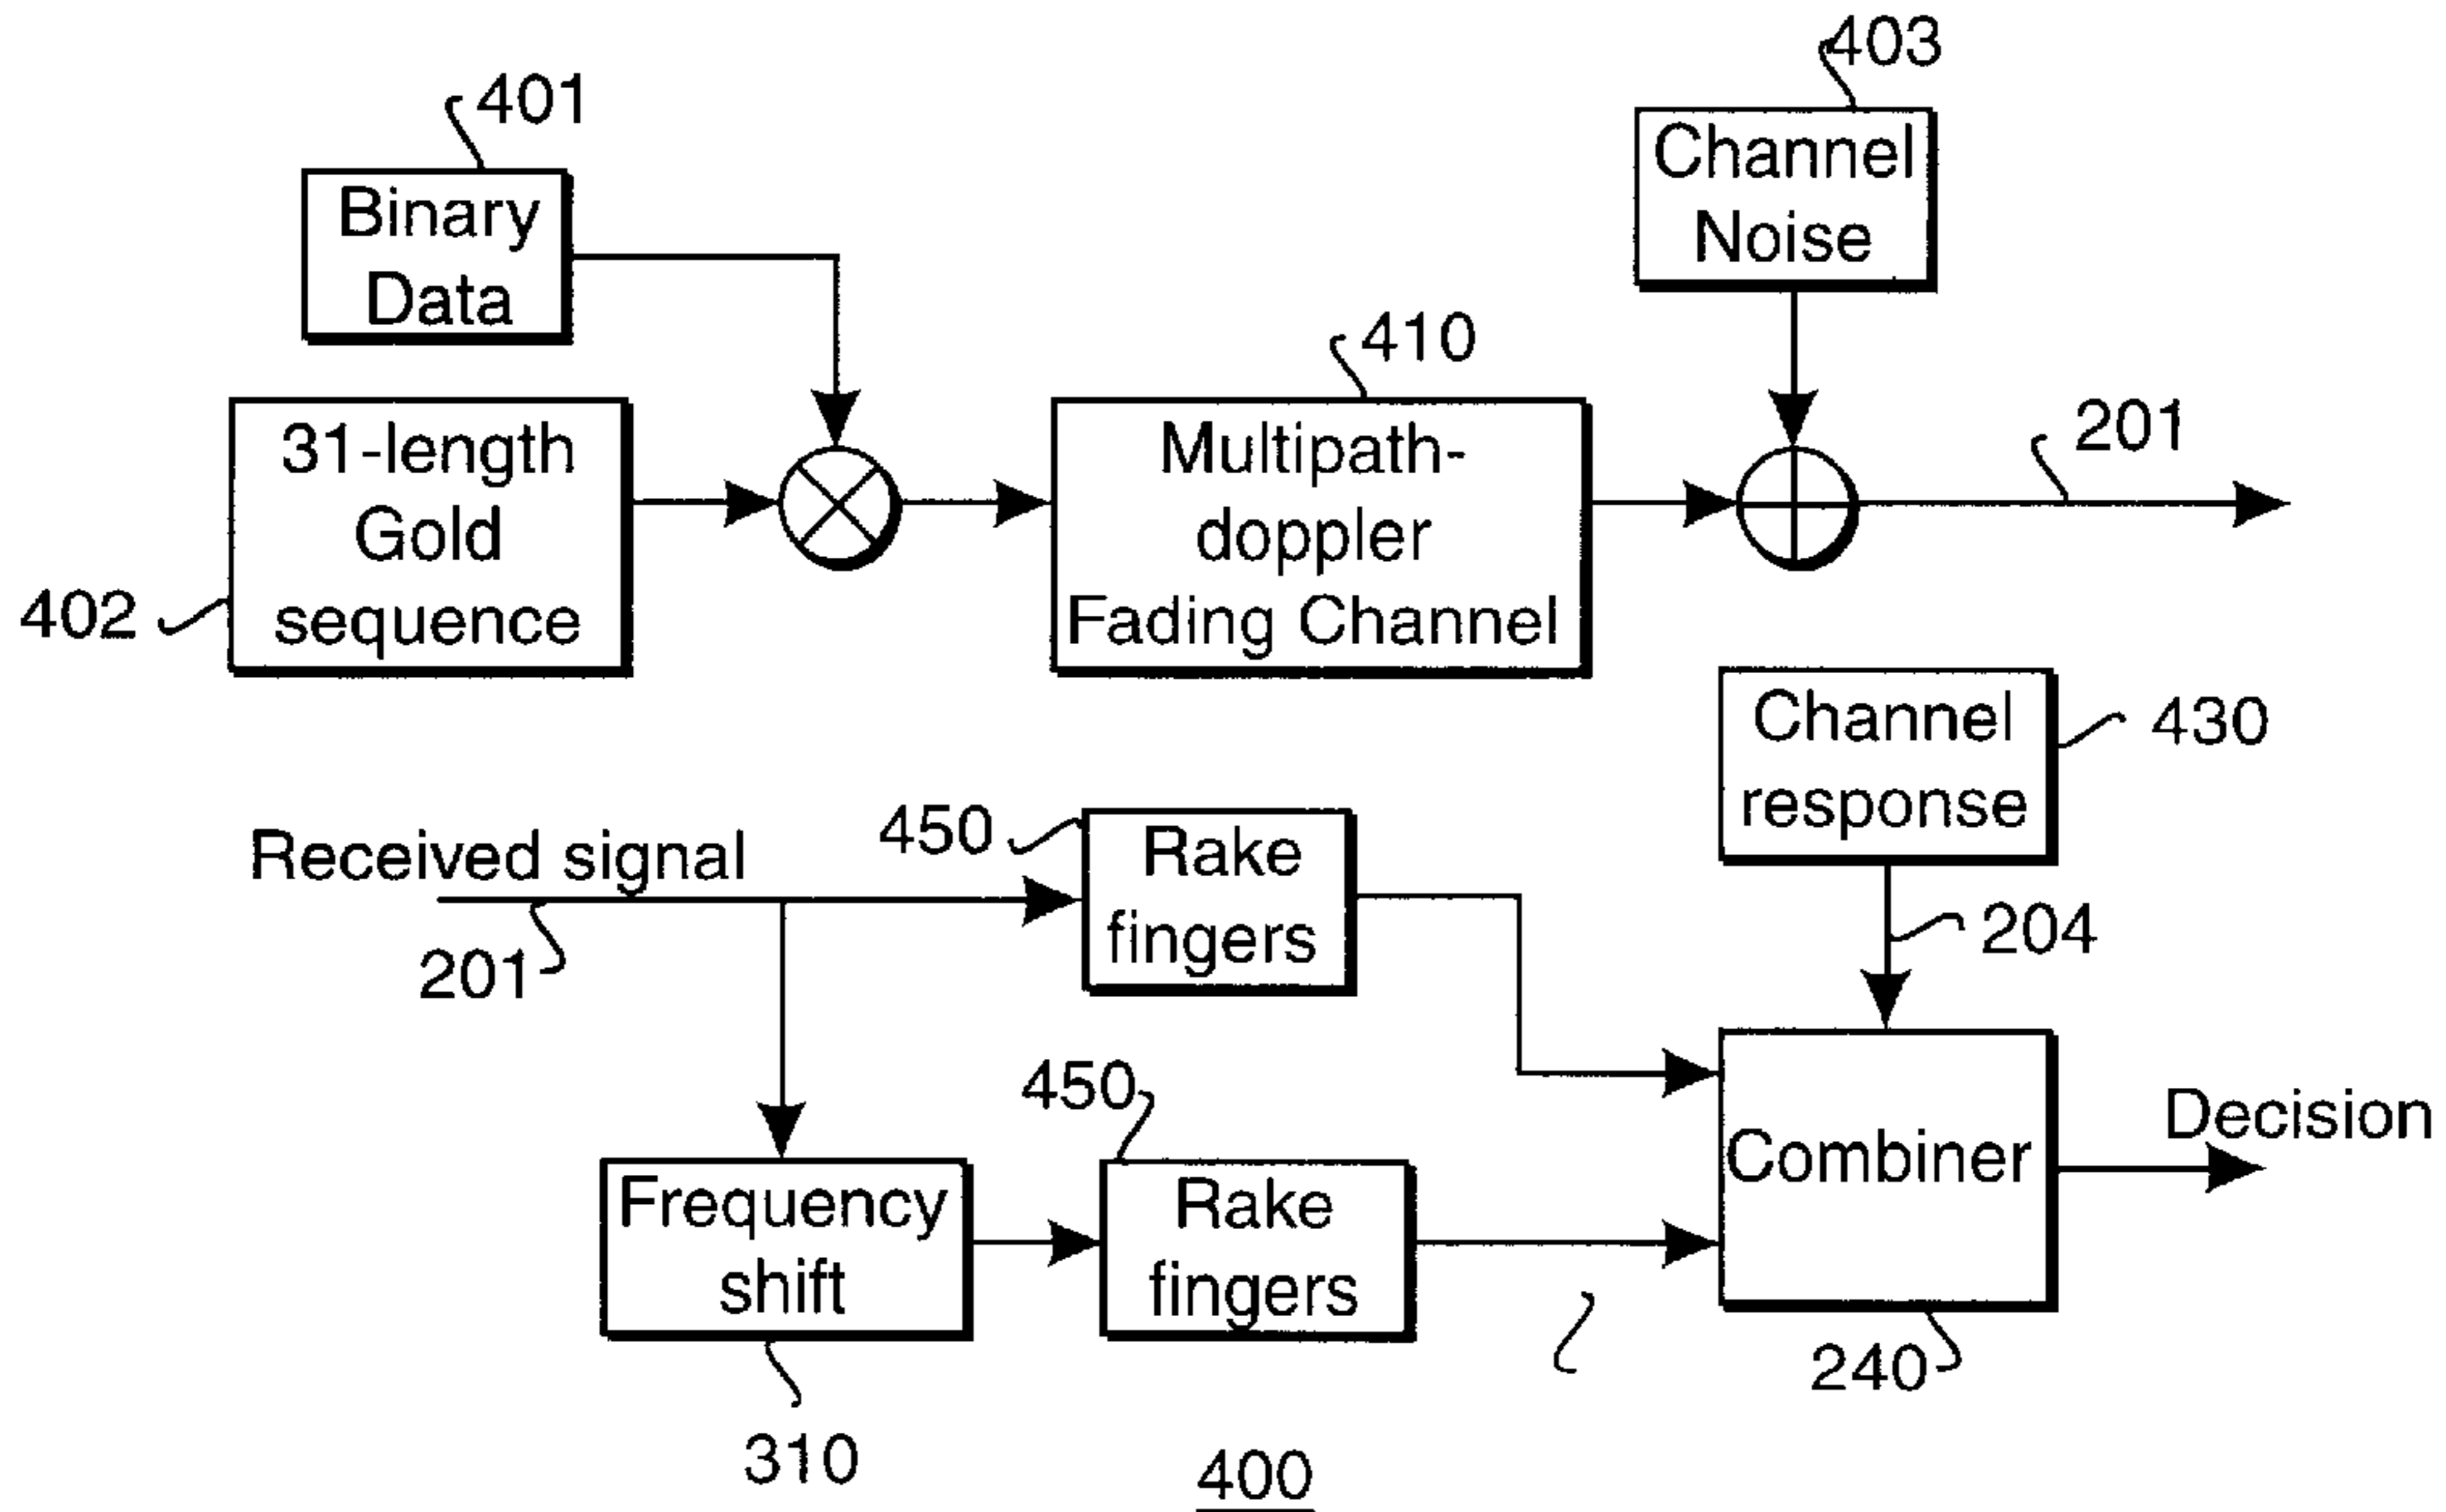 403
401
Channel
Noise
Binary
Data
410
201
31-length
Gold
sequence
402
Multipath-
doppler
Fading Channel
Channel
response
430
450
Received signal
201
Rake
fingers
204
450
Frequency
shift
Rake
fingers
Combiner
Decision
240
310
400